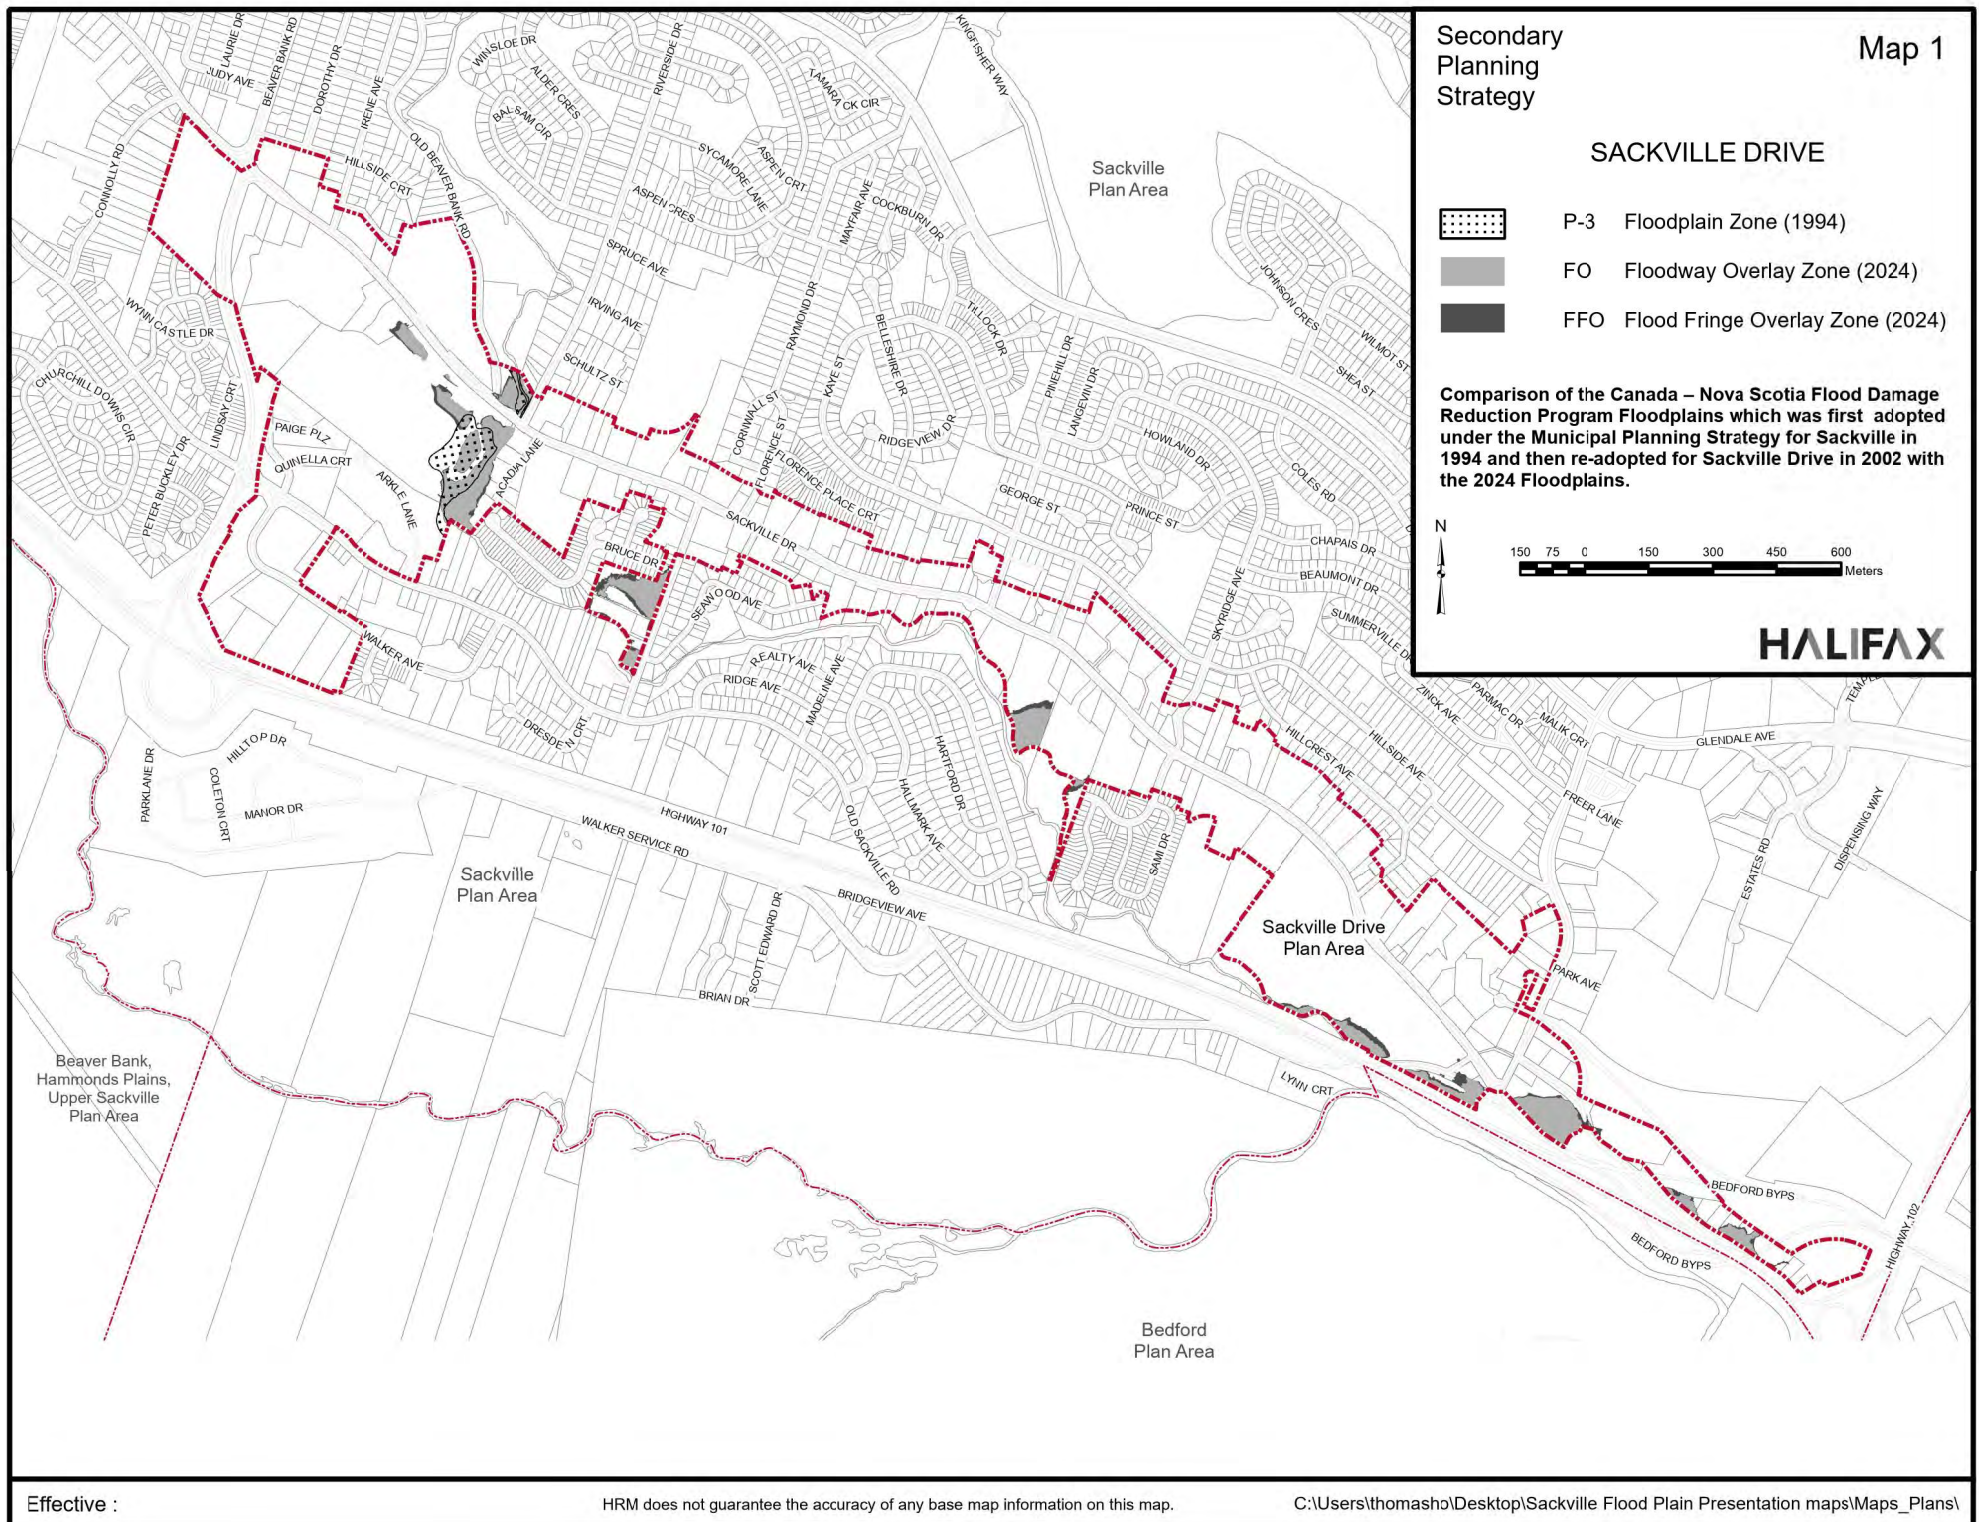 Secondary
Planning
Strategy
Map 1
SACKVILLE DRIVE
P-3 Floodplain Zone (1994)
FO Floodway Overlay Zone (2024)
FFO Flood Fringe Overlay Zone (2024)
Comparison of the Canada – Nova Scotia Flood Damage
Reduction Program Floodplains which was first adopted
under the Municipal Planning Strategy for Sackville in
1994 and then re-adopted for Sackville Drive in 2002 with
the 2024 Floodplains.
N
150 75 0 150 300 450 600
Meters
HALIFAX
LAURIE DR
JUDY AVE
BEAVER BANK RD
DOROTHY DR
IRENE AVE
OLD BEAVER BANK RD
HILLSIDE CRT
CONNOLLY RD
WINSLOE DR
ALDER CRES
BALSAM CIR
RIVERSIDE DR
TAMARACK CIR
KINGFISHER WAY
SYCAMORE LANE
ASPEN CRT
ASPEN CRES
MAYFAIR AVE
COCKBURN DR
Sackville
Plan Area
SPRUCE AVE
IRVING AVE
SCHULTZ ST
RAYMOND DR
KAYE ST
BELLESHIRE DR
TILLOCK DR
PINEHILL DR
LANGEVIN DR
JOHNSON CRES
WILMOT ST
SHEA ST
WYNN CASTLE DR
CHURCHILL DOWNS CIR
LINDSAY CRT
PETER BUCKLEY DR
PAIGE PLZ
QUINELLA CRT
ARKLE LANE
ACADIA LANE
CORNWALL ST
FLORENCE ST
FLORENCE PLACE CRT
RIDGEVIEW DR
HOWLAND DR
COLES RD
GEORGE ST
PRINCE ST
CHAPAIS DR
BEAUMONT DR
SUMMERVILLE DR
SKYRIDGE AVE
SACKVILLE DR
BRUCE DR
SEAWOOD AVE
WALKER AVE
REALTY AVE
RIDGE AVE
MADELINE AVE
DRESDEN CRT
HARTFORD DR
HALLMARK AVE
OLD SACKVILLE RD
HILLCREST AVE
HILLSIDE AVE
ZINCK AVE
PARMAC DR
MALIK CRT
GLENDALE AVE
FREER LANE
ESTATES RD
DISPENSING WAY
PARKLANE DR
HILLTOP DR
COLETON CRT
MANOR DR
HIGHWAY 101
WALKER SERVICE RD
BRIDGEVIEW AVE
SAMI DR
Sackville
Plan Area
SCOTT EDWARD DR
BRIAN DR
Sackville Drive
Plan Area
PARK AVE
LYNN CRT
Beaver Bank,
Hammonds Plains,
Upper Sackville
Plan Area
BEDFORD BYPS
BEDFORD BYPS
HIGHWAY 102
Bedford
Plan Area
Effective :
HRM does not guarantee the accuracy of any base map information on this map.
C:\Users\thomasho\Desktop\Sackville Flood Plain Presentation maps\Maps_Plans\